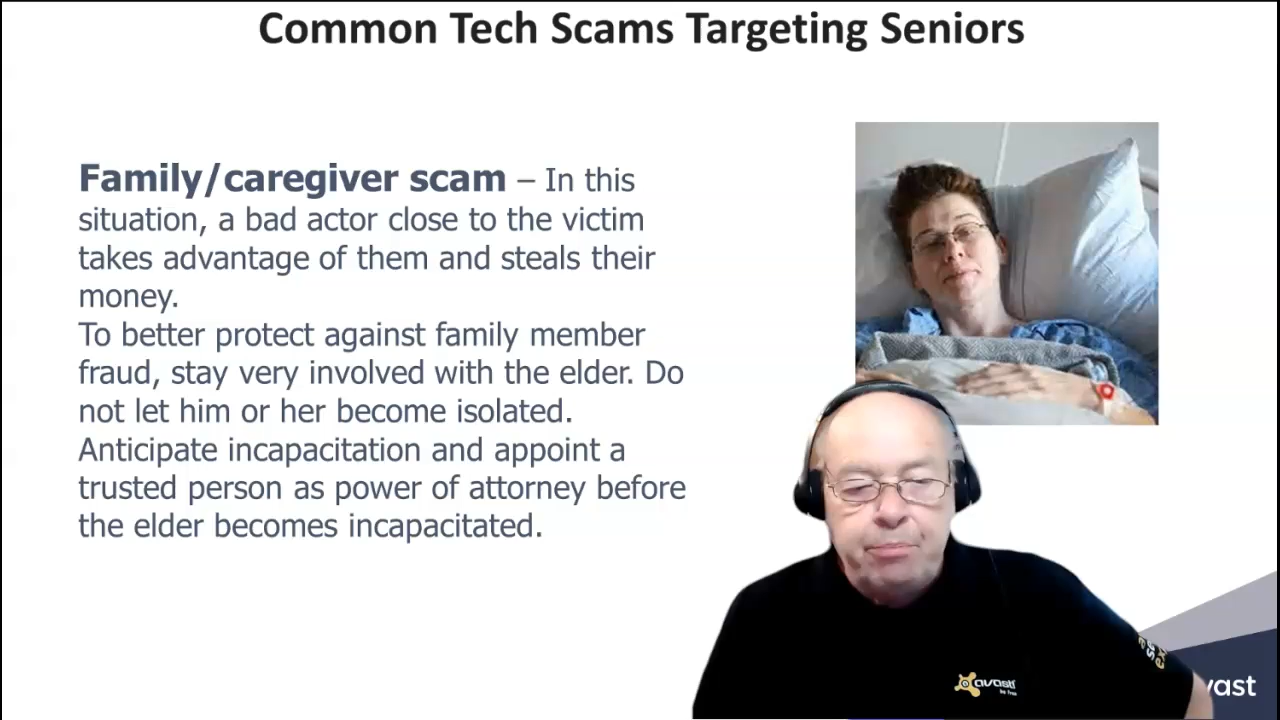 Common Tech Scams Targeting Seniors
Family/caregiver scam – In this
situation, a bad actor close to the victim
takes advantage of them and steals their
money.
To better protect against family member
fraud, stay very involved with the elder. Do
not let him or her become isolated.
Anticipate incapacitation and appoint a
trusted person as power of attorney before
the elder becomes incapacitated.
avast
be free
vast